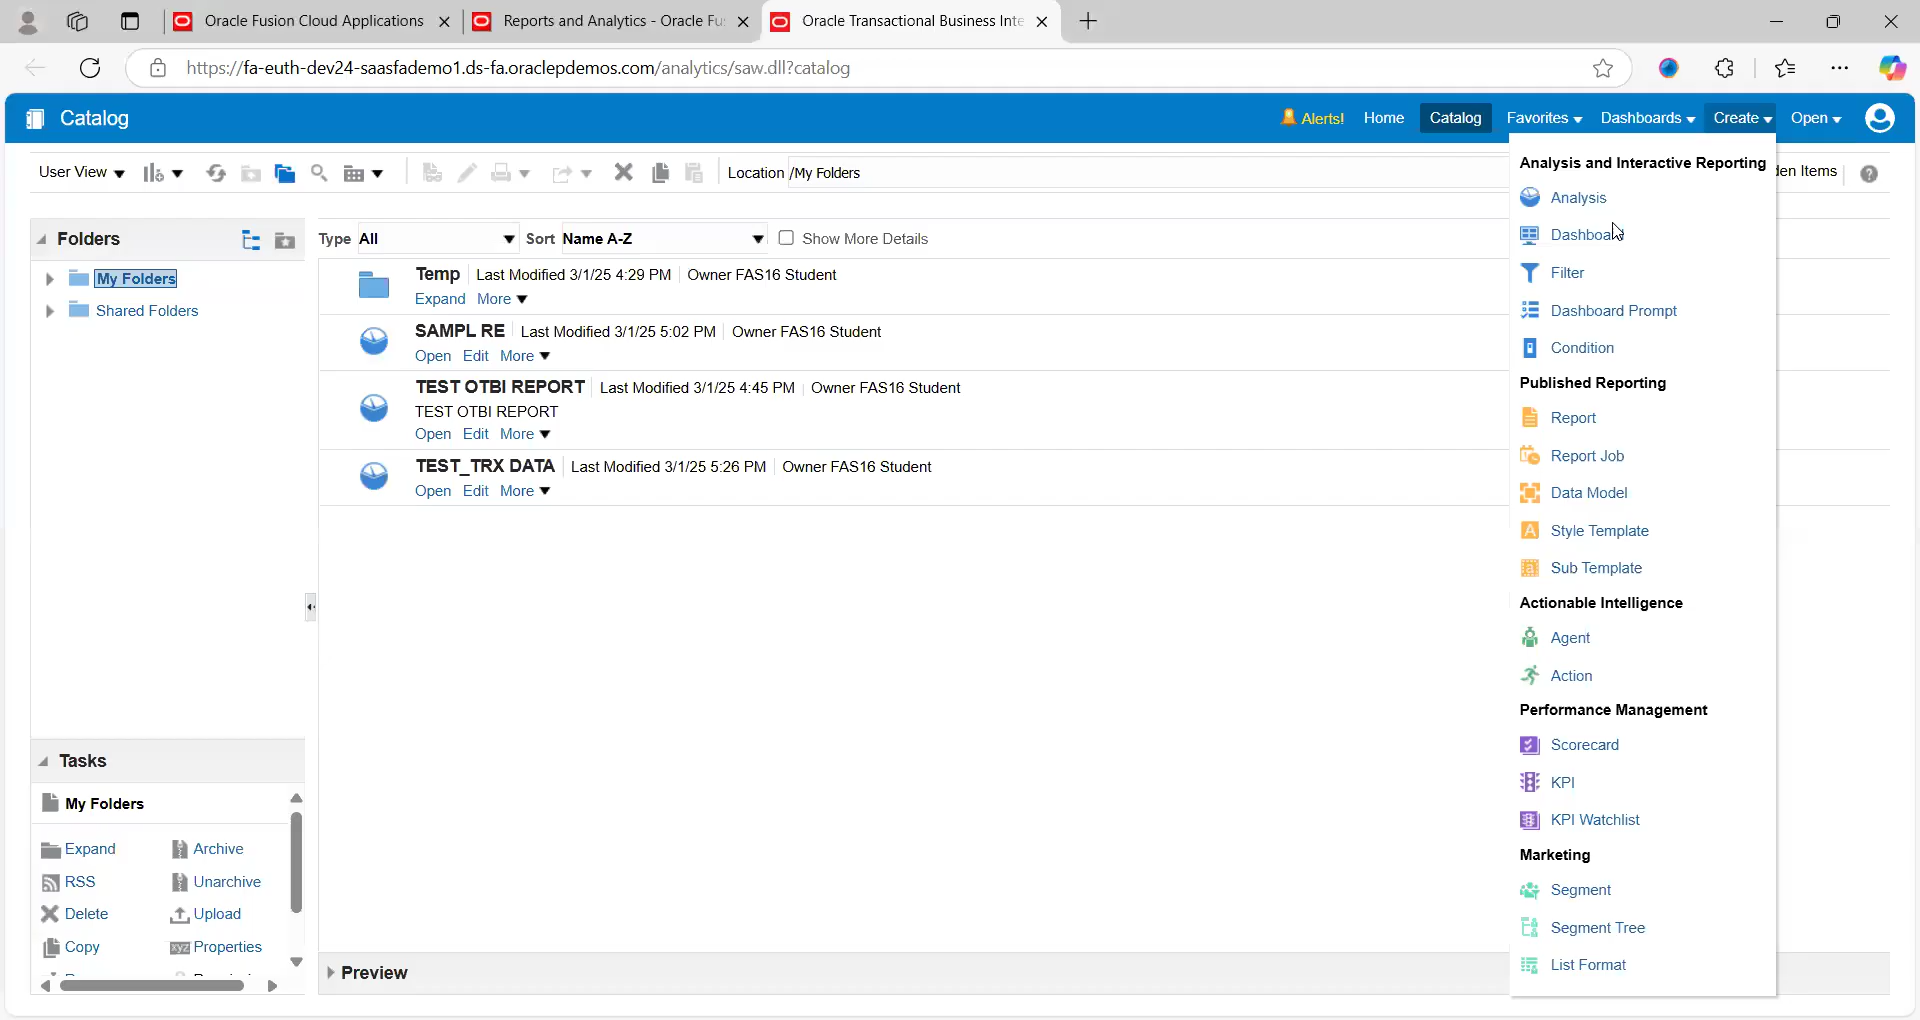 Oracle Fusion Cloud Applications
Reports and Analytics - Oracle Fu
Oracle Transactional Business Inte
https://fa-euth-dev24-saasfademo1.ds-fa.oraclepdemos.com/analytics/saw.dll?catalog
Catalog
Alerts! Home Catalog Favorites Dashboards Create Open
User View
Location /My Folders
den Items
Folders
My Folders
Shared Folders
Type All Sort Name A-Z Show More Details
Temp Last Modified 3/1/25 4:29 PM Owner FAS16 Student
Expand More
SAMPL RE Last Modified 3/1/25 5:02 PM Owner FAS16 Student
Open Edit More
TEST OTBI REPORT Last Modified 3/1/25 4:45 PM Owner FAS16 Student
TEST OTBI REPORT
Open Edit More
TEST_TRX DATA Last Modified 3/1/25 5:26 PM Owner FAS16 Student
Open Edit More
Analysis and Interactive Reporting
Analysis
Dashboard
Filter
Dashboard Prompt
Condition
Published Reporting
Report
Report Job
Data Model
Style Template
Sub Template
Actionable Intelligence
Agent
Action
Performance Management
Scorecard
KPI
KPI Watchlist
Marketing
Segment
Segment Tree
List Format
Tasks
My Folders
Expand Archive
RSS Unarchive
Delete Upload
Copy Properties
Preview